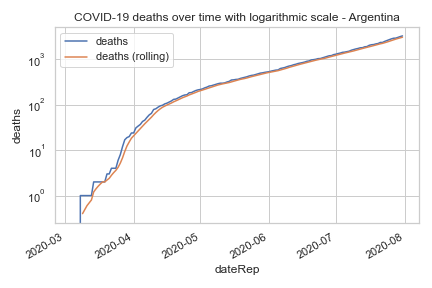 COVID-19 deaths over time with logarithmic scale - Argentina
deaths
deaths (rolling)
10³
10²
10¹
10⁰
deaths
2020-03
2020-04
2020-05
2020-06
2020-07
2020-08
dateRep